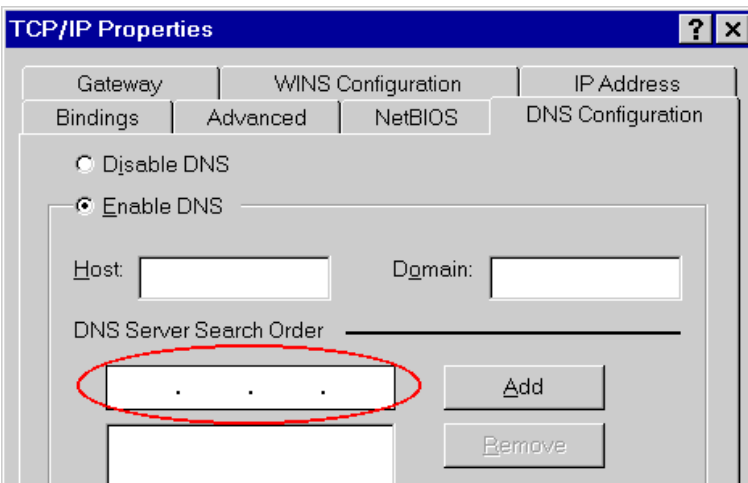 TCP/IP Properties ? ×
Gateway WINS Configuration IP Address
Bindings Advanced NetBIOS DNS Configuration
Disable DNS
Enable DNS
Host: Domain:
DNS Server Search Order
. . . Add
Remove